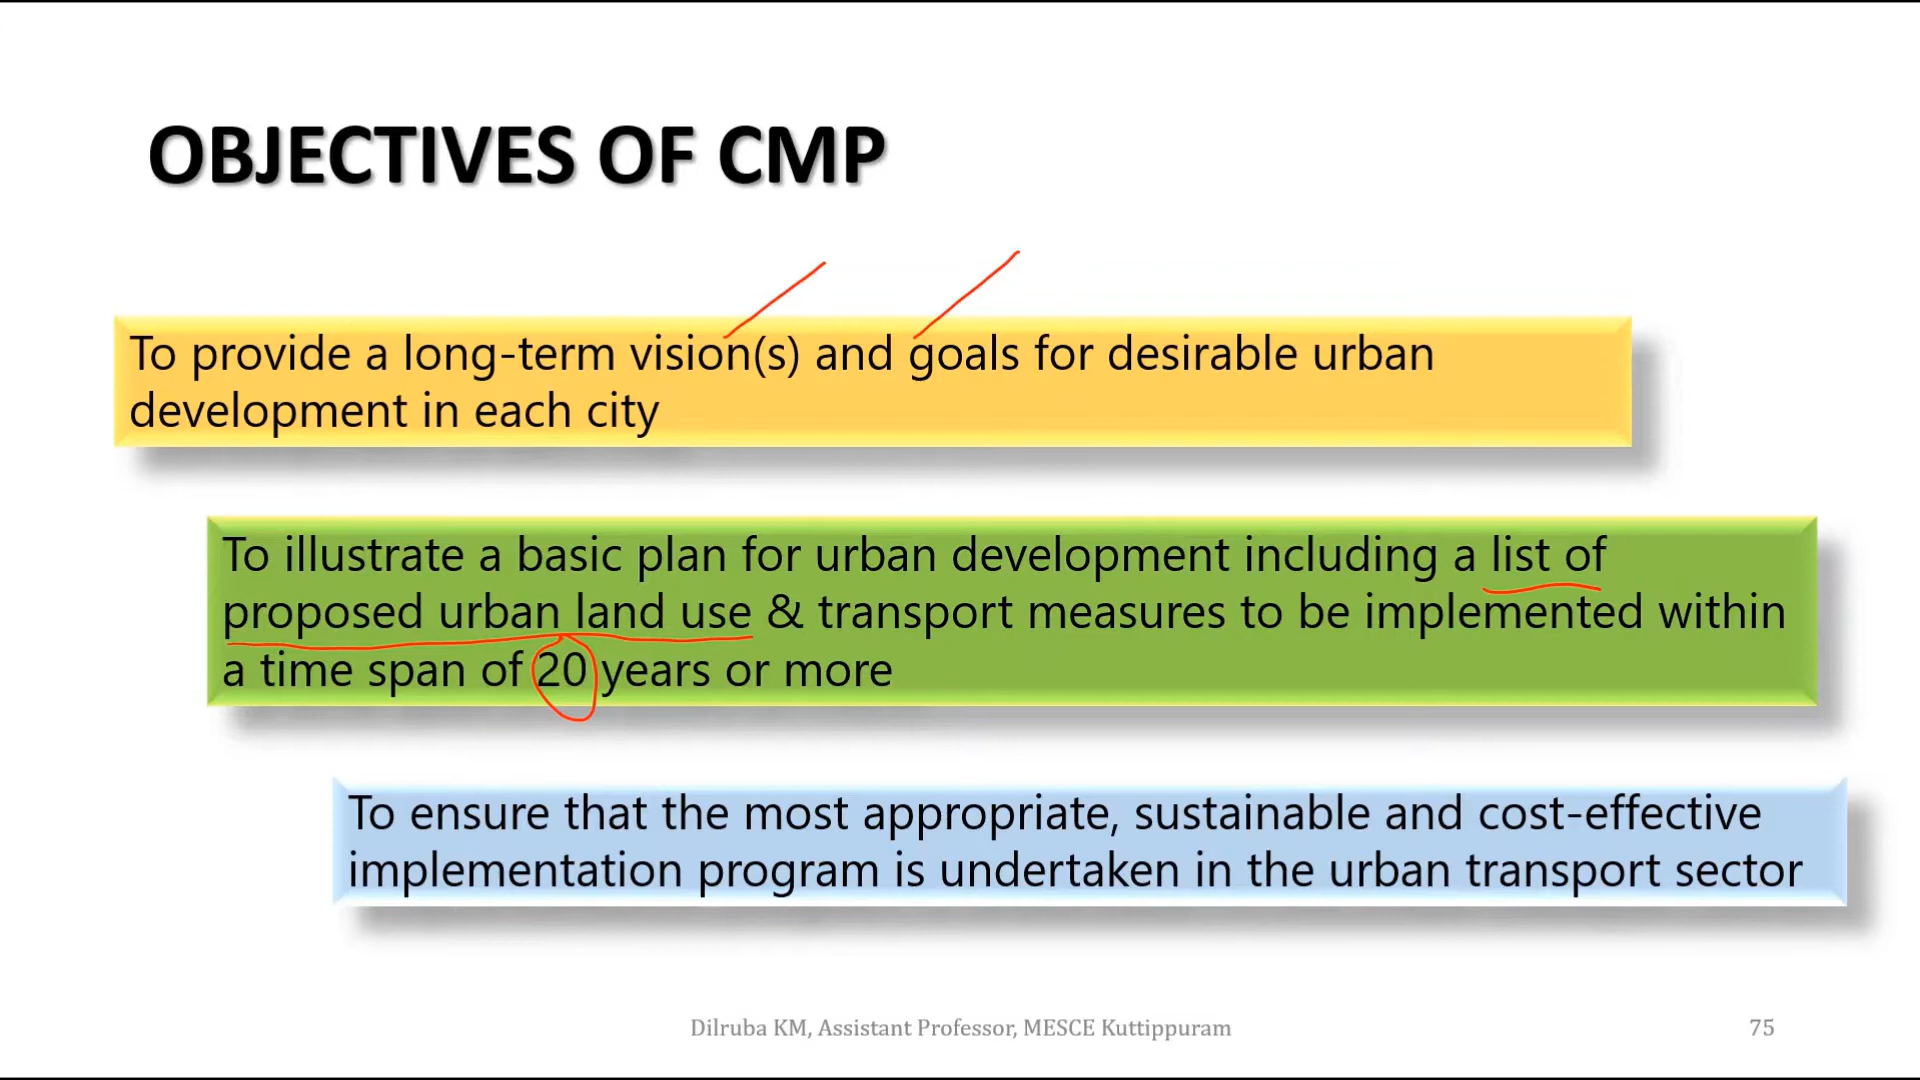 OBJECTIVES OF CMP
To provide a long-term vision(s) and goals for desirable urban
development in each city
To illustrate a basic plan for urban development including a list of
proposed urban land use & transport measures to be implemented within
a time span of 20 years or more
To ensure that the most appropriate, sustainable and cost-effective
implementation program is undertaken in the urban transport sector
Dilruba KM, Assistant Professor, MESCE Kuttippuram
75